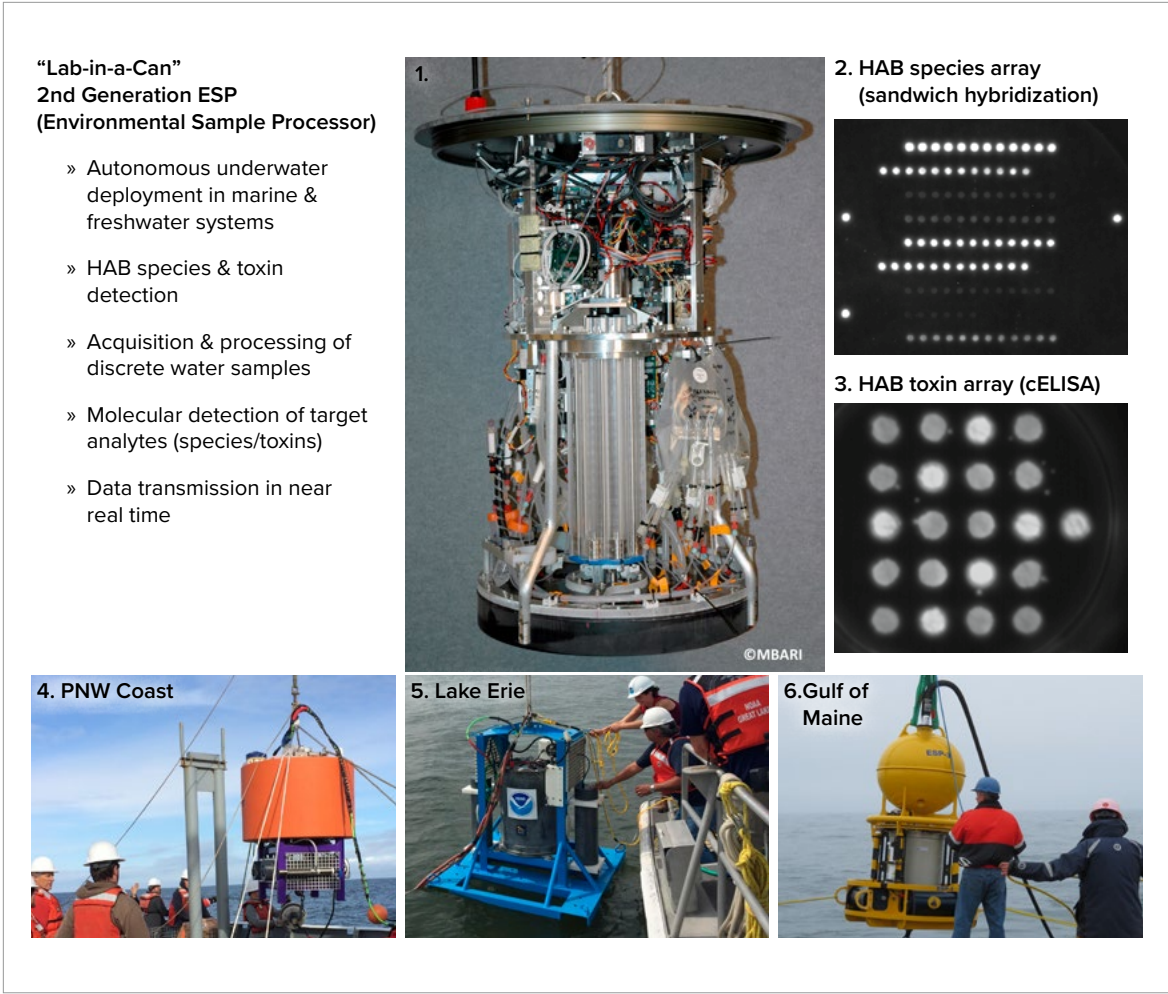 “Lab-in-a-Can”
2nd Generation ESP
(Environmental Sample Processor)
» Autonomous underwater
deployment in marine &
freshwater systems
» HAB species & toxin
detection
» Acquisition & processing of
discrete water samples
» Molecular detection of target
analytes (species/toxins)
» Data transmission in near
real time
1.
©MBARI
2. HAB species array
(sandwich hybridization)
3. HAB toxin array (cELISA)
4. PNW Coast
5. Lake Erie
NOAA
GREAT LAKES
6.Gulf of
Maine